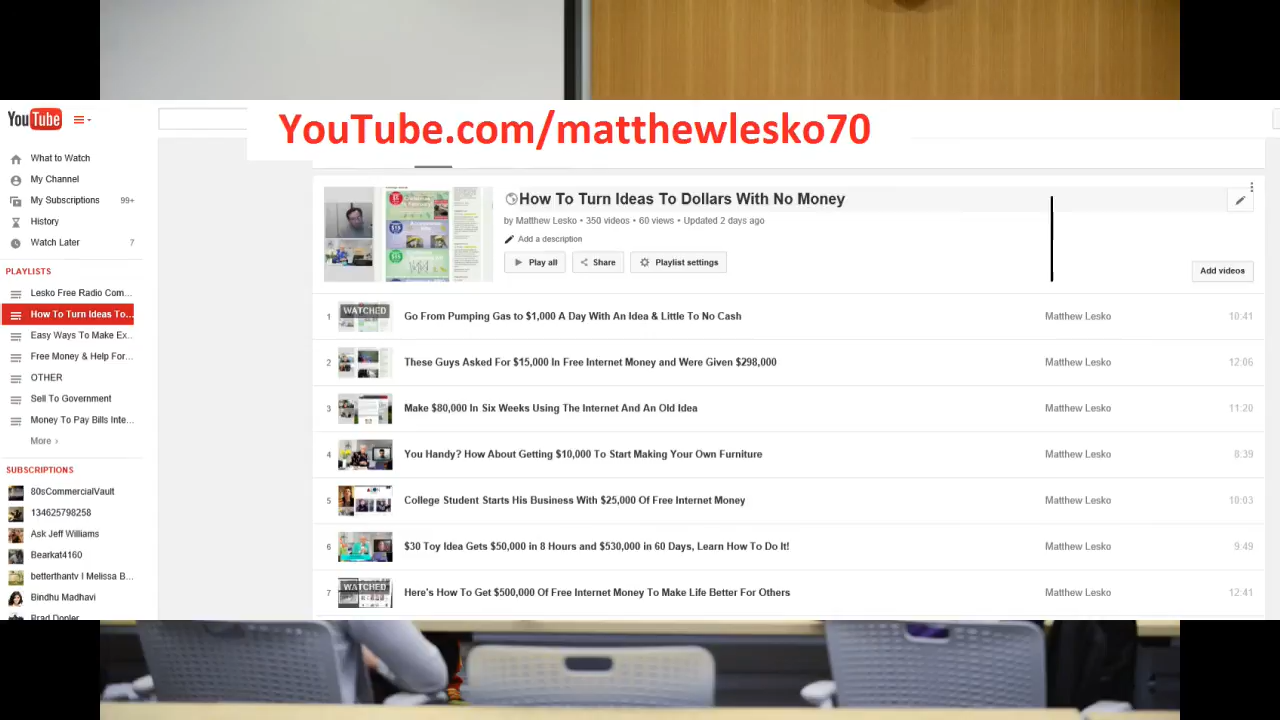 YouTube
YouTube.com/matthewlesko70
What to Watch
My Channel
My Subscriptions 99+
History
Watch Later 7
PLAYLISTS
Lesko Free Radio Com...
How To Turn Ideas To...
Easy Ways To Make Ex...
Free Money & Help For...
OTHER
Sell To Government
Money To Pay Bills Inte...
More ›
SUBSCRIPTIONS
80sCommercialVault
134625798258
Ask Jeff Williams
Bearkat4160
betterthantv | Melissa B...
Bindhu Madhavi
Brad Dopler
How To Turn Ideas To Dollars With No Money
by Matthew Lesko • 350 videos • 60 views • Updated 2 days ago
Add a description
Play all Share Playlist settings
Add videos
1 WATCHED Go From Pumping Gas to $1,000 A Day With An Idea & Little To No Cash Matthew Lesko 10:41
2 These Guys Asked For $15,000 In Free Internet Money and Were Given $298,000 Matthew Lesko 12:06
3 Make $80,000 In Six Weeks Using The Internet And An Old Idea Matthew Lesko 11:20
4 You Handy? How About Getting $10,000 To Start Making Your Own Furniture Matthew Lesko 8:39
5 College Student Starts His Business With $25,000 Of Free Internet Money Matthew Lesko 10:03
6 $30 Toy Idea Gets $50,000 in 8 Hours and $530,000 in 60 Days, Learn How To Do It! Matthew Lesko 9:49
7 WATCHED Here's How To Get $500,000 Of Free Internet Money To Make Life Better For Others Matthew Lesko 12:41